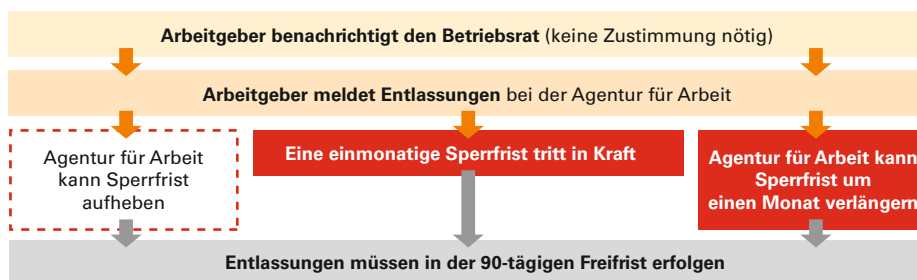 Arbeitgeber benachrichtigt den Betriebsrat (keine Zustimmung nötig)
Arbeitgeber meldet Entlassungen bei der Agentur für Arbeit
Agentur für Arbeit
kann Sperrfrist
aufheben
Eine einmonatige Sperrfrist tritt in Kraft
Agentur für Arbeit kann
Sperrfrist um
einen Monat verlängern
Entlassungen müssen in der 90-tägigen Freifrist erfolgen